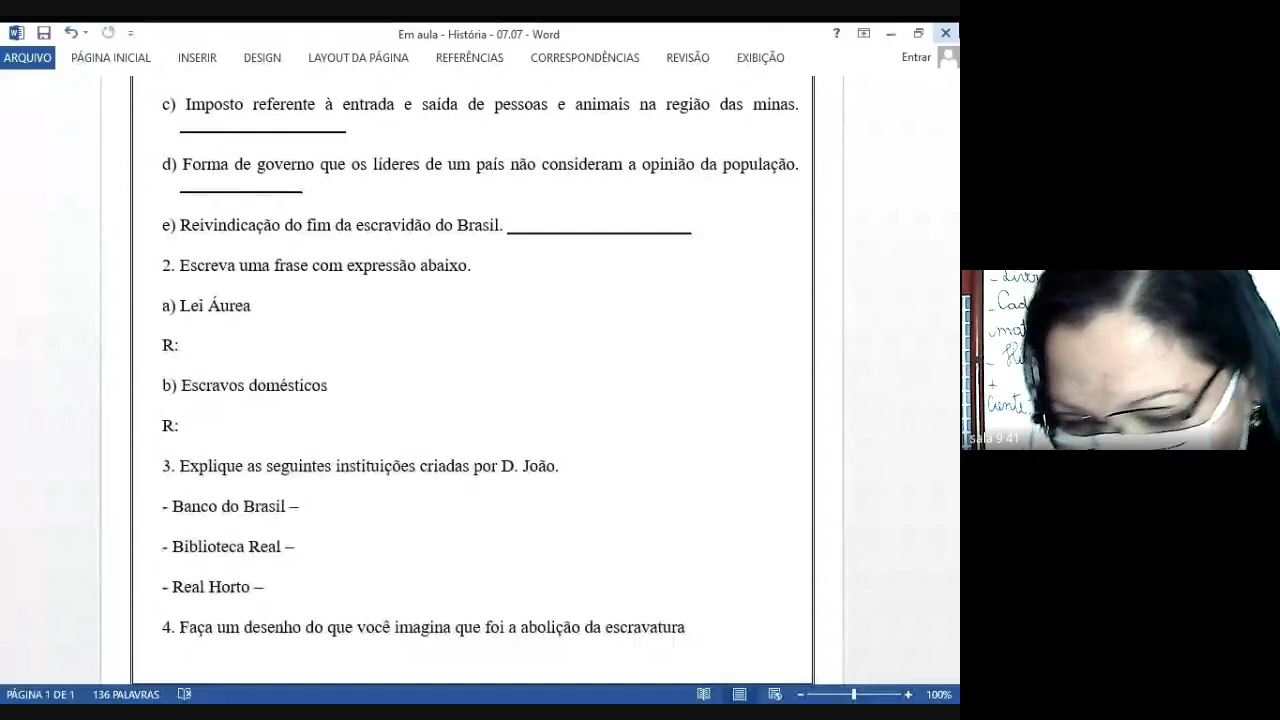 Em aula - História - 07.07 - Word
?
ARQUIVO PÁGINA INICIAL INSERIR DESIGN LAYOUT DA PÁGINA REFERÊNCIAS CORRESPONDÊNCIAS REVISÃO EXIBIÇÃO Entrar
c) Imposto referente à entrada e saída de pessoas e animais na região das minas.
d) Forma de governo que os líderes de um país não consideram a opinião da população.
e) Reivindicação do fim da escravidão do Brasil.
2. Escreva uma frase com expressão abaixo.
a) Lei Áurea
R:
b) Escravos domésticos
R:
3. Explique as seguintes instituições criadas por D. João.
- Banco do Brasil –
- Biblioteca Real –
- Real Horto –
4. Faça um desenho do que você imagina que foi a abolição da escravatura
PÁGINA 1 DE 1 136 PALAVRAS 100%
sala 9 41